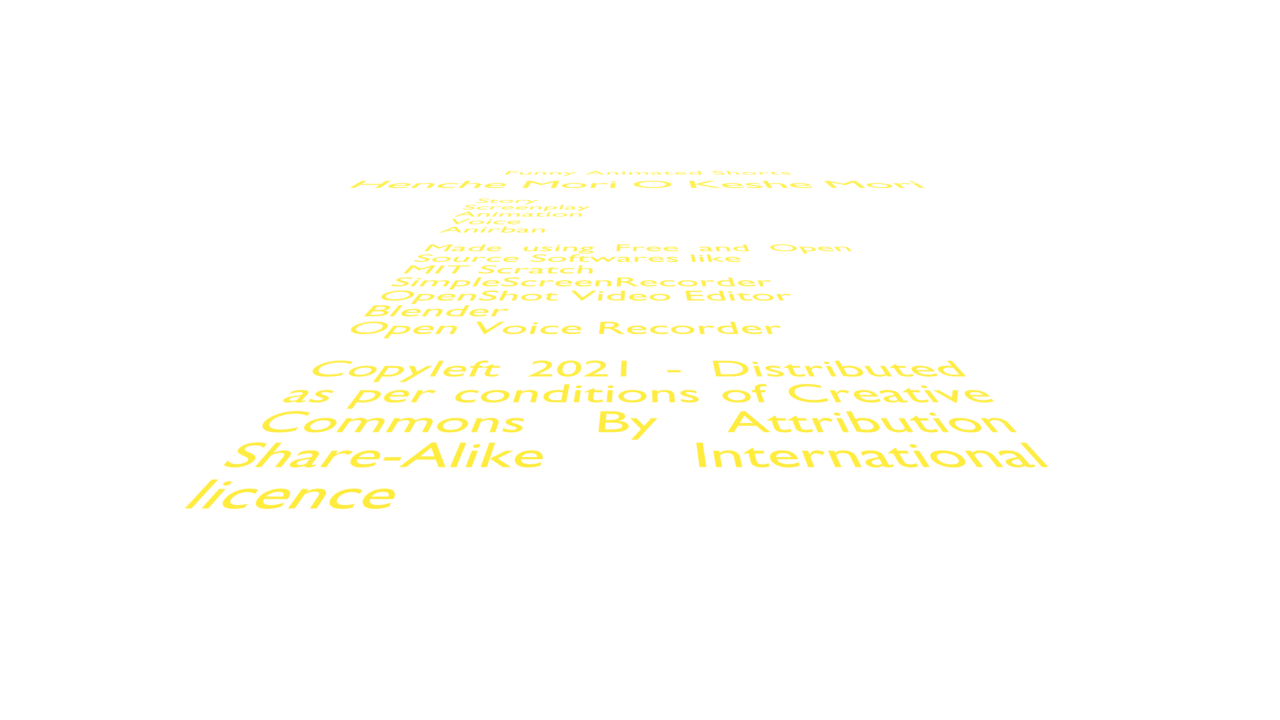 Funny Animated Shorts
Henche Mori O Keshe Mori
Story
Screenplay
Animation
Voice
Anirban
Made using Free and Open
Source Softwares like
MIT Scratch
SimpleScreenRecorder
OpenShot Video Editor
Blender
Open Voice Recorder
Copyleft 2021 - Distributed
as per conditions of Creative
Commons By Attribution
Share-Alike International
licence